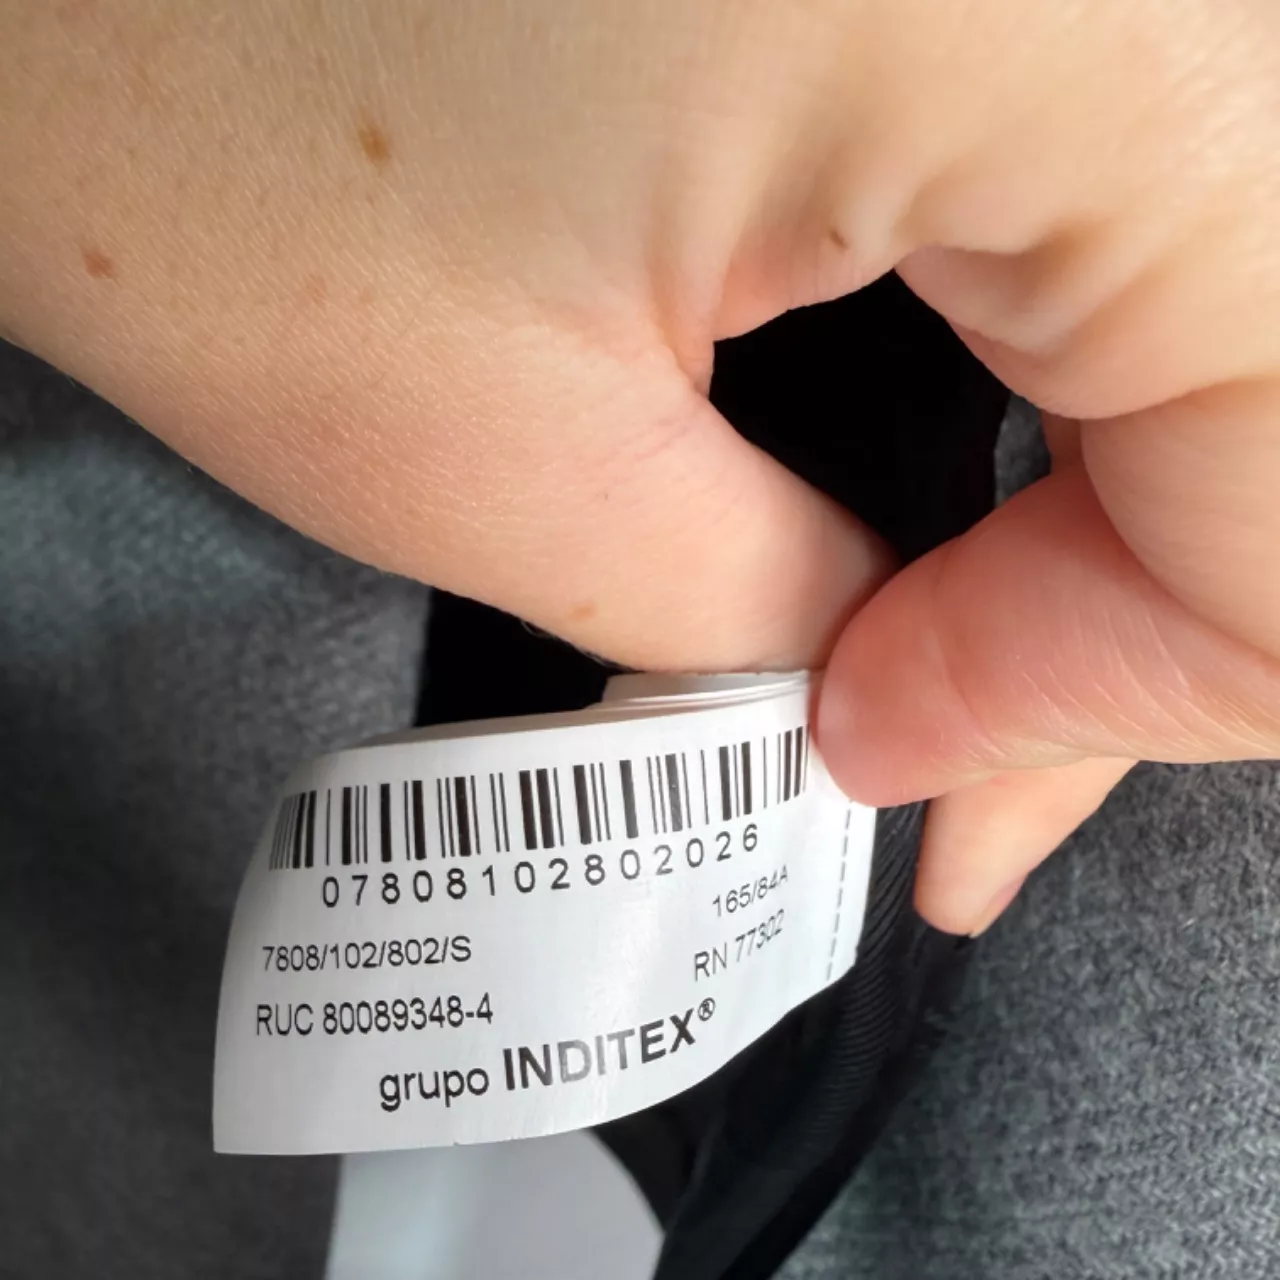 07808102802026
7808/102/802/S
165/84A
RUC 80089348-4
RN 77302
grupo INDITEX®